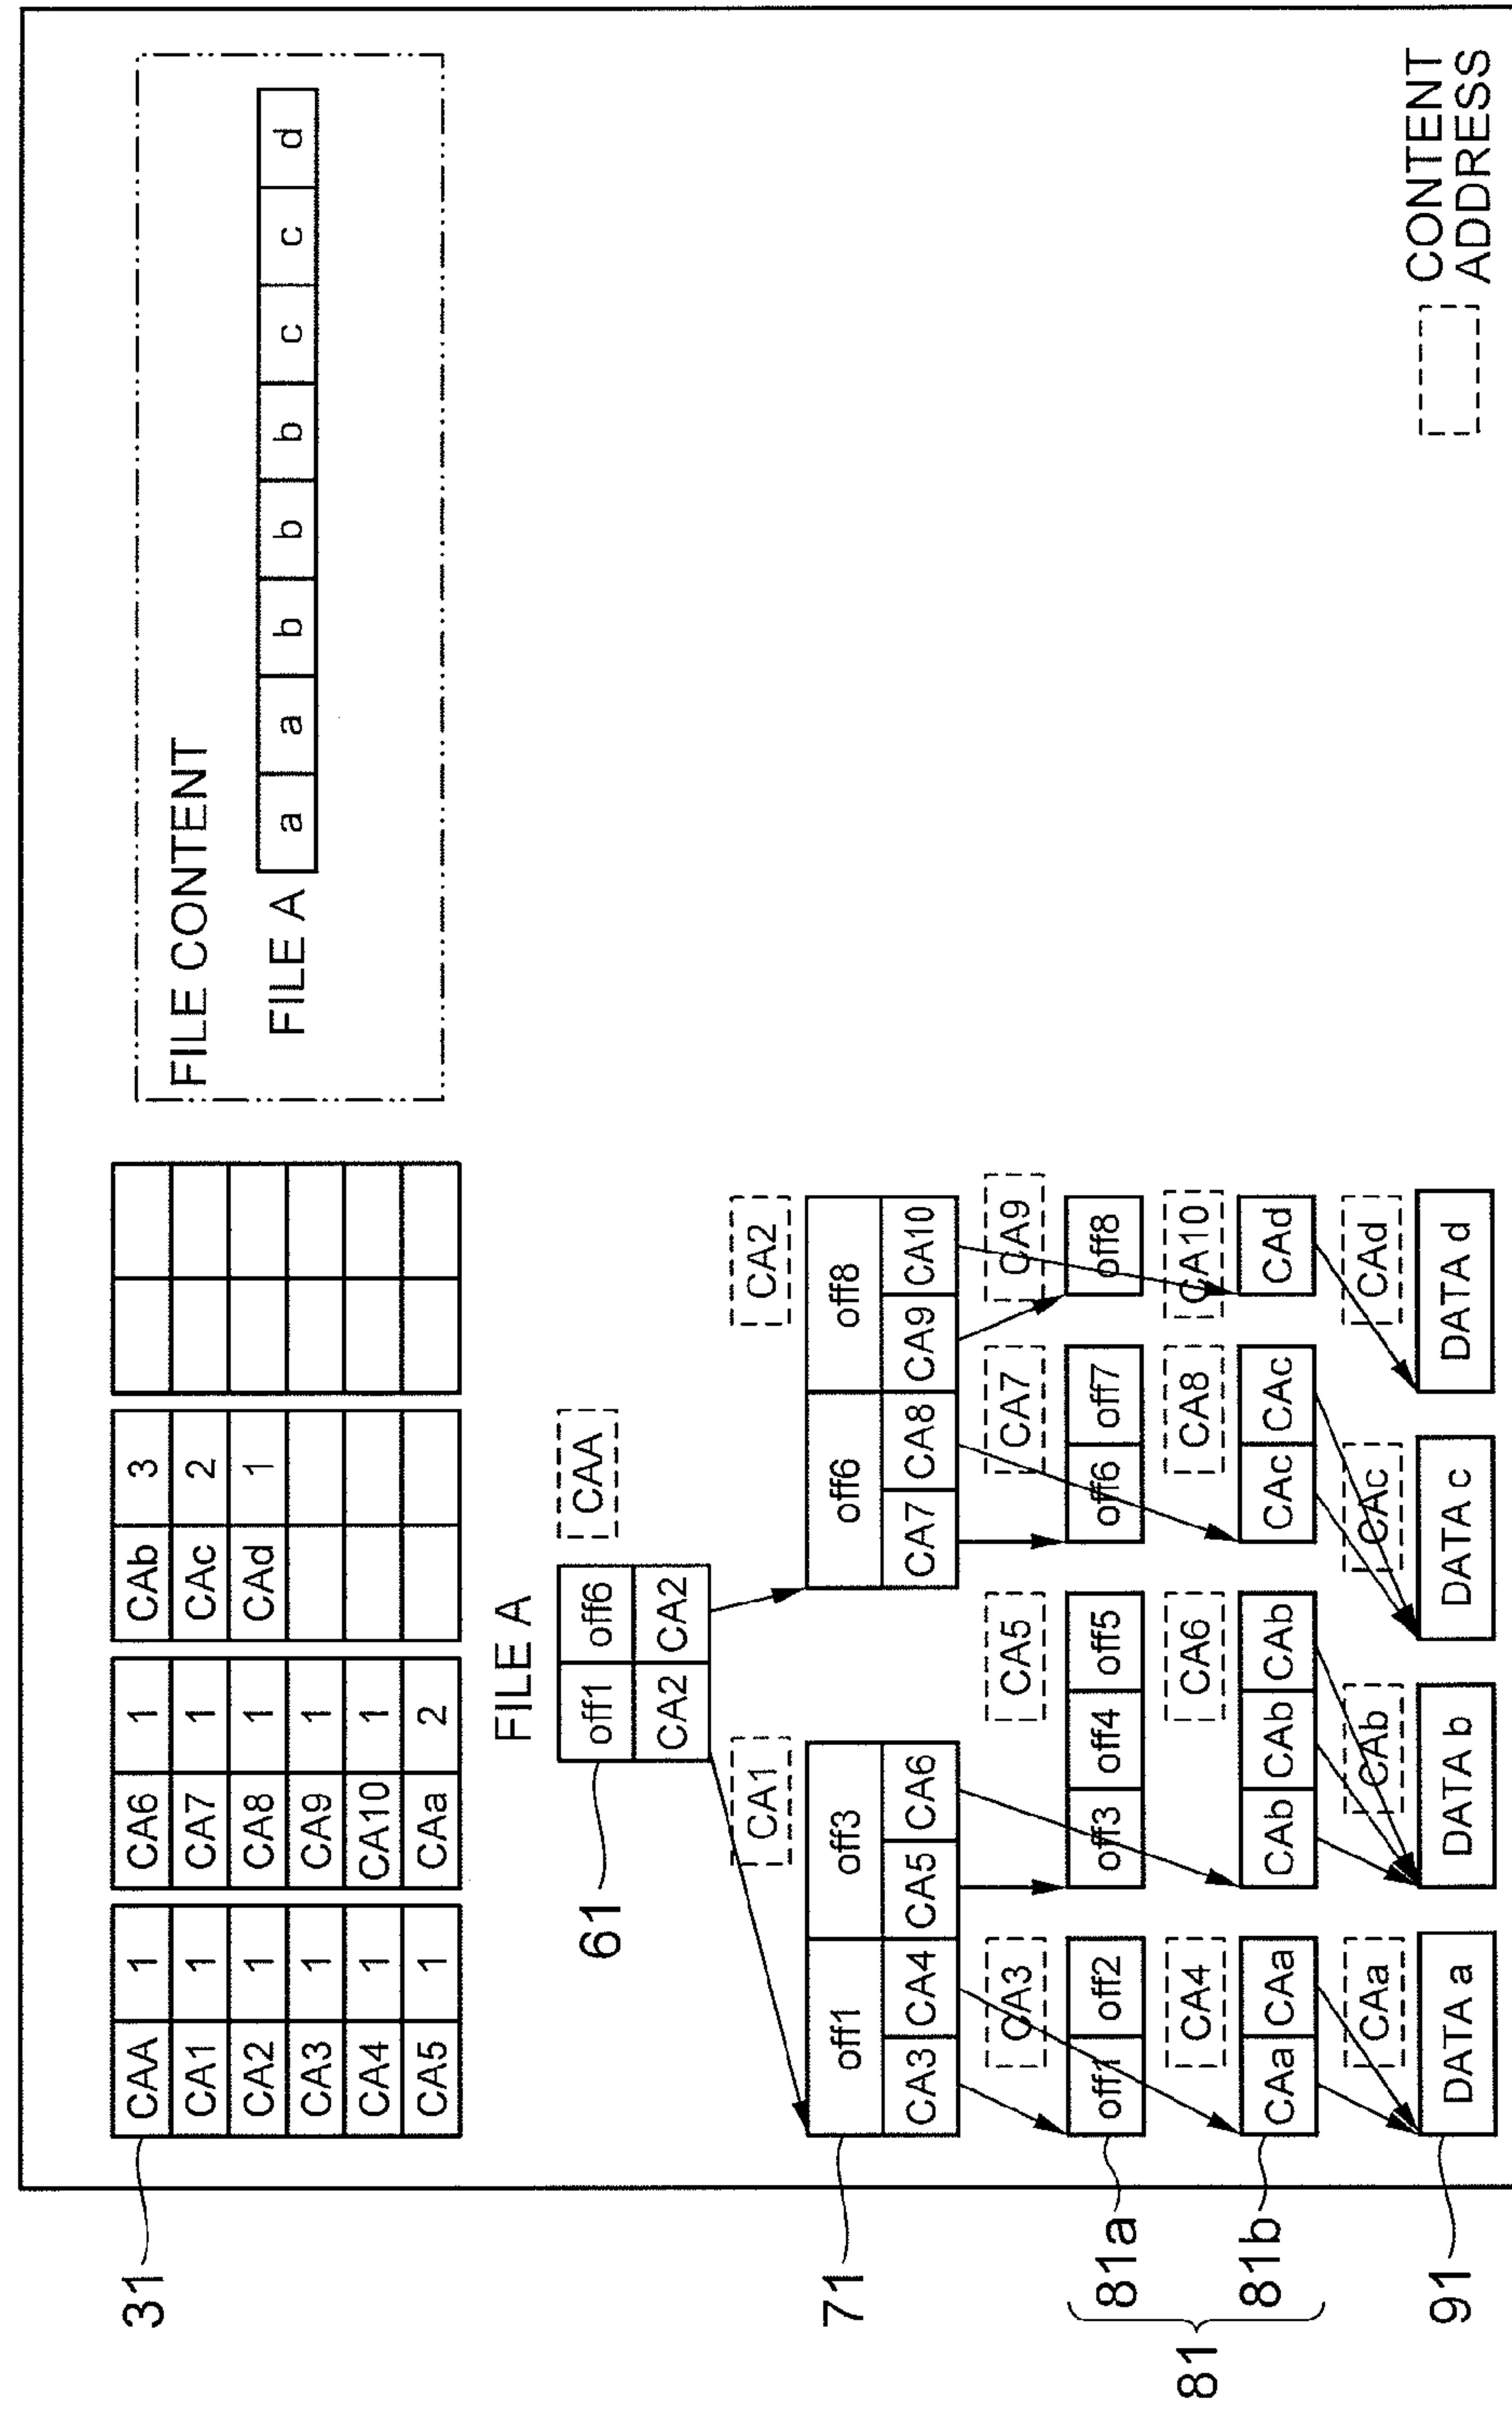 31
CAA 1 CA6 1 CAb 3
CA1 1 CA7 1 CAc 2
CA2 1 CA8 1 CAd 1
CA3 1 CA9 1
CA4 1 CA10 1
CA5 1 CAa 2
FILE CONTENT
FILE A a a b b b c c d
FILE A
61
off1 off6 CAA
CA2 CA2
CA1 CA2
71
off1 off3 off6 off8
CA3 CA4 CA5 CA6 CA7 CA8 CA9 CA10
CA3 CA5 CA7 CA9
81
81a
off1 off2 off3 off4 off5 off6 off7 off8
CA4 CA6 CA8 CA10
81b
CAa CAa CAb CAb CAb CAc CAc CAd
CAa CAb CAc CAd
91
DATA a DATA b DATA c DATA d
CONTENT
ADDRESS